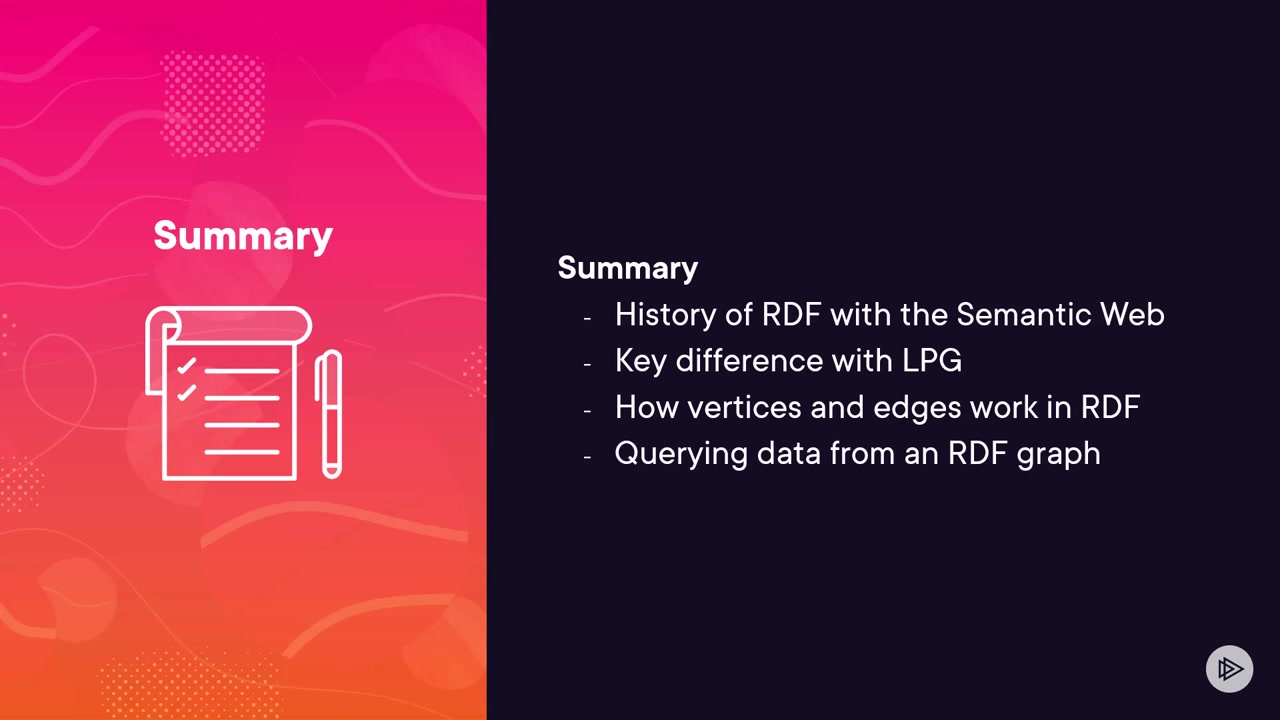 Summary
Summary
- History of RDF with the Semantic Web
- Key difference with LPG
- How vertices and edges work in RDF
- Querying data from an RDF graph